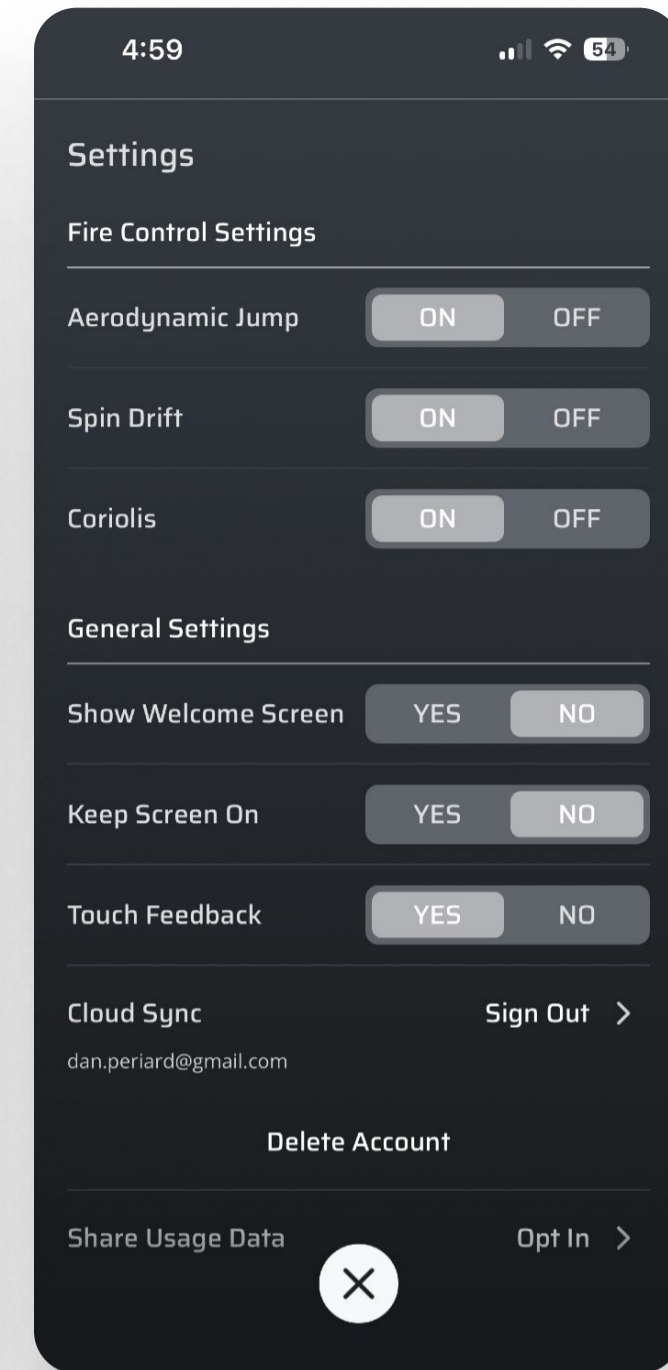 4:59 54
Settings
Fire Control Settings
Aerodynamic Jump ON OFF
Spin Drift ON OFF
Coriolis ON OFF
General Settings
Show Welcome Screen YES NO
Keep Screen On YES NO
Touch Feedback YES NO
Cloud Sync Sign Out
dan.periard@gmail.com
Delete Account
Share Usage Data Opt In